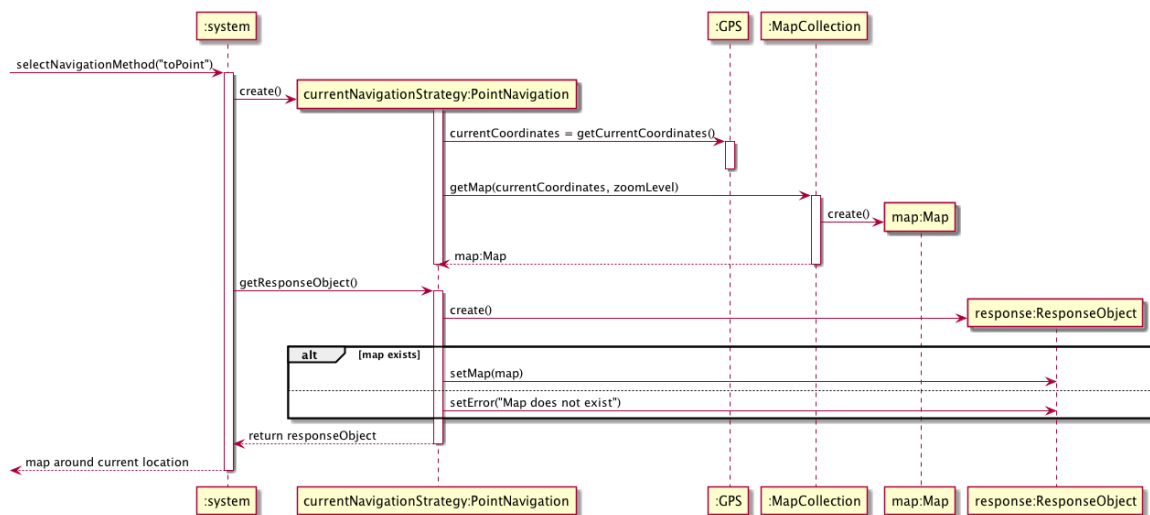 :system
:GPS
:MapCollection
selectNavigationMethod("toPoint")
create()
currentNavigationStrategy:PointNavigation
currentCoordinates = getCurrentCoordinates()
getMap(currentCoordinates, zoomLevel)
create()
map:Map
map:Map
getResponseObject()
create()
response:ResponseObject
alt
[map exists]
setMap(map)
setError("Map does not exist")
return responseObject
map around current location
:system
currentNavigationStrategy:PointNavigation
:GPS
:MapCollection
map:Map
response:ResponseObject